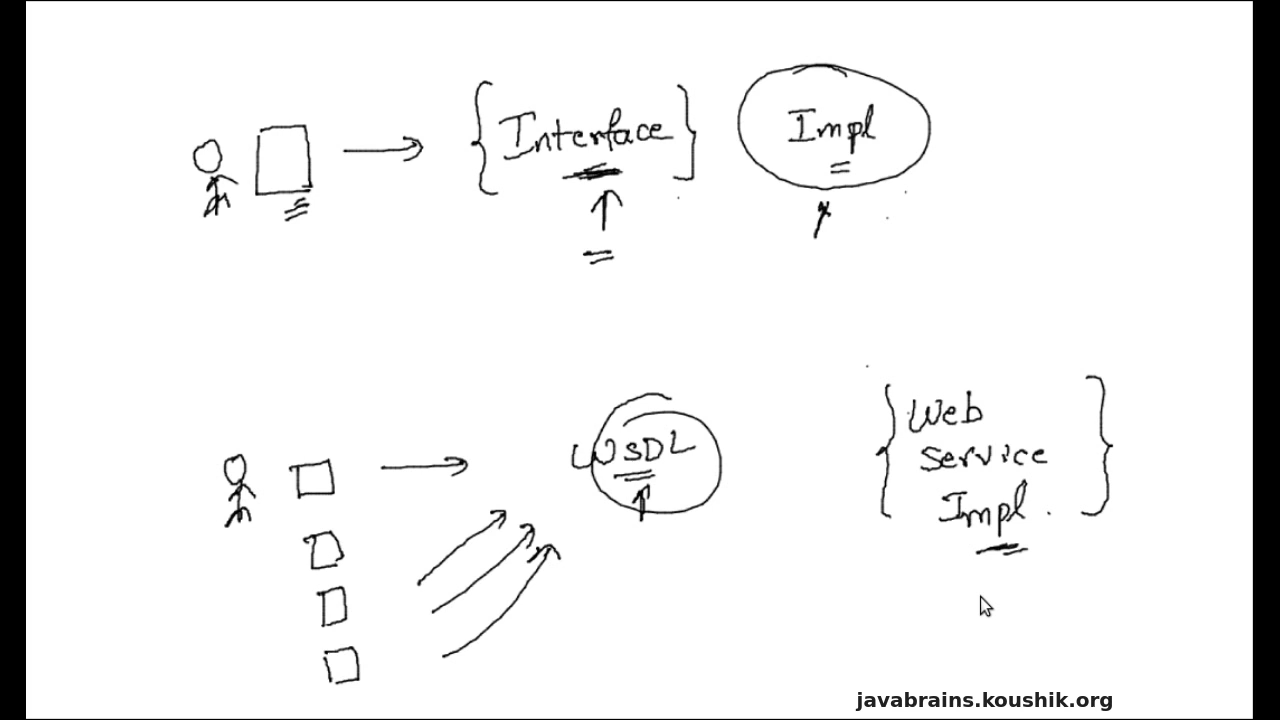 {Interface} Impl
WSDL
{Web
Service
Impl.}
javabrains.koushik.org